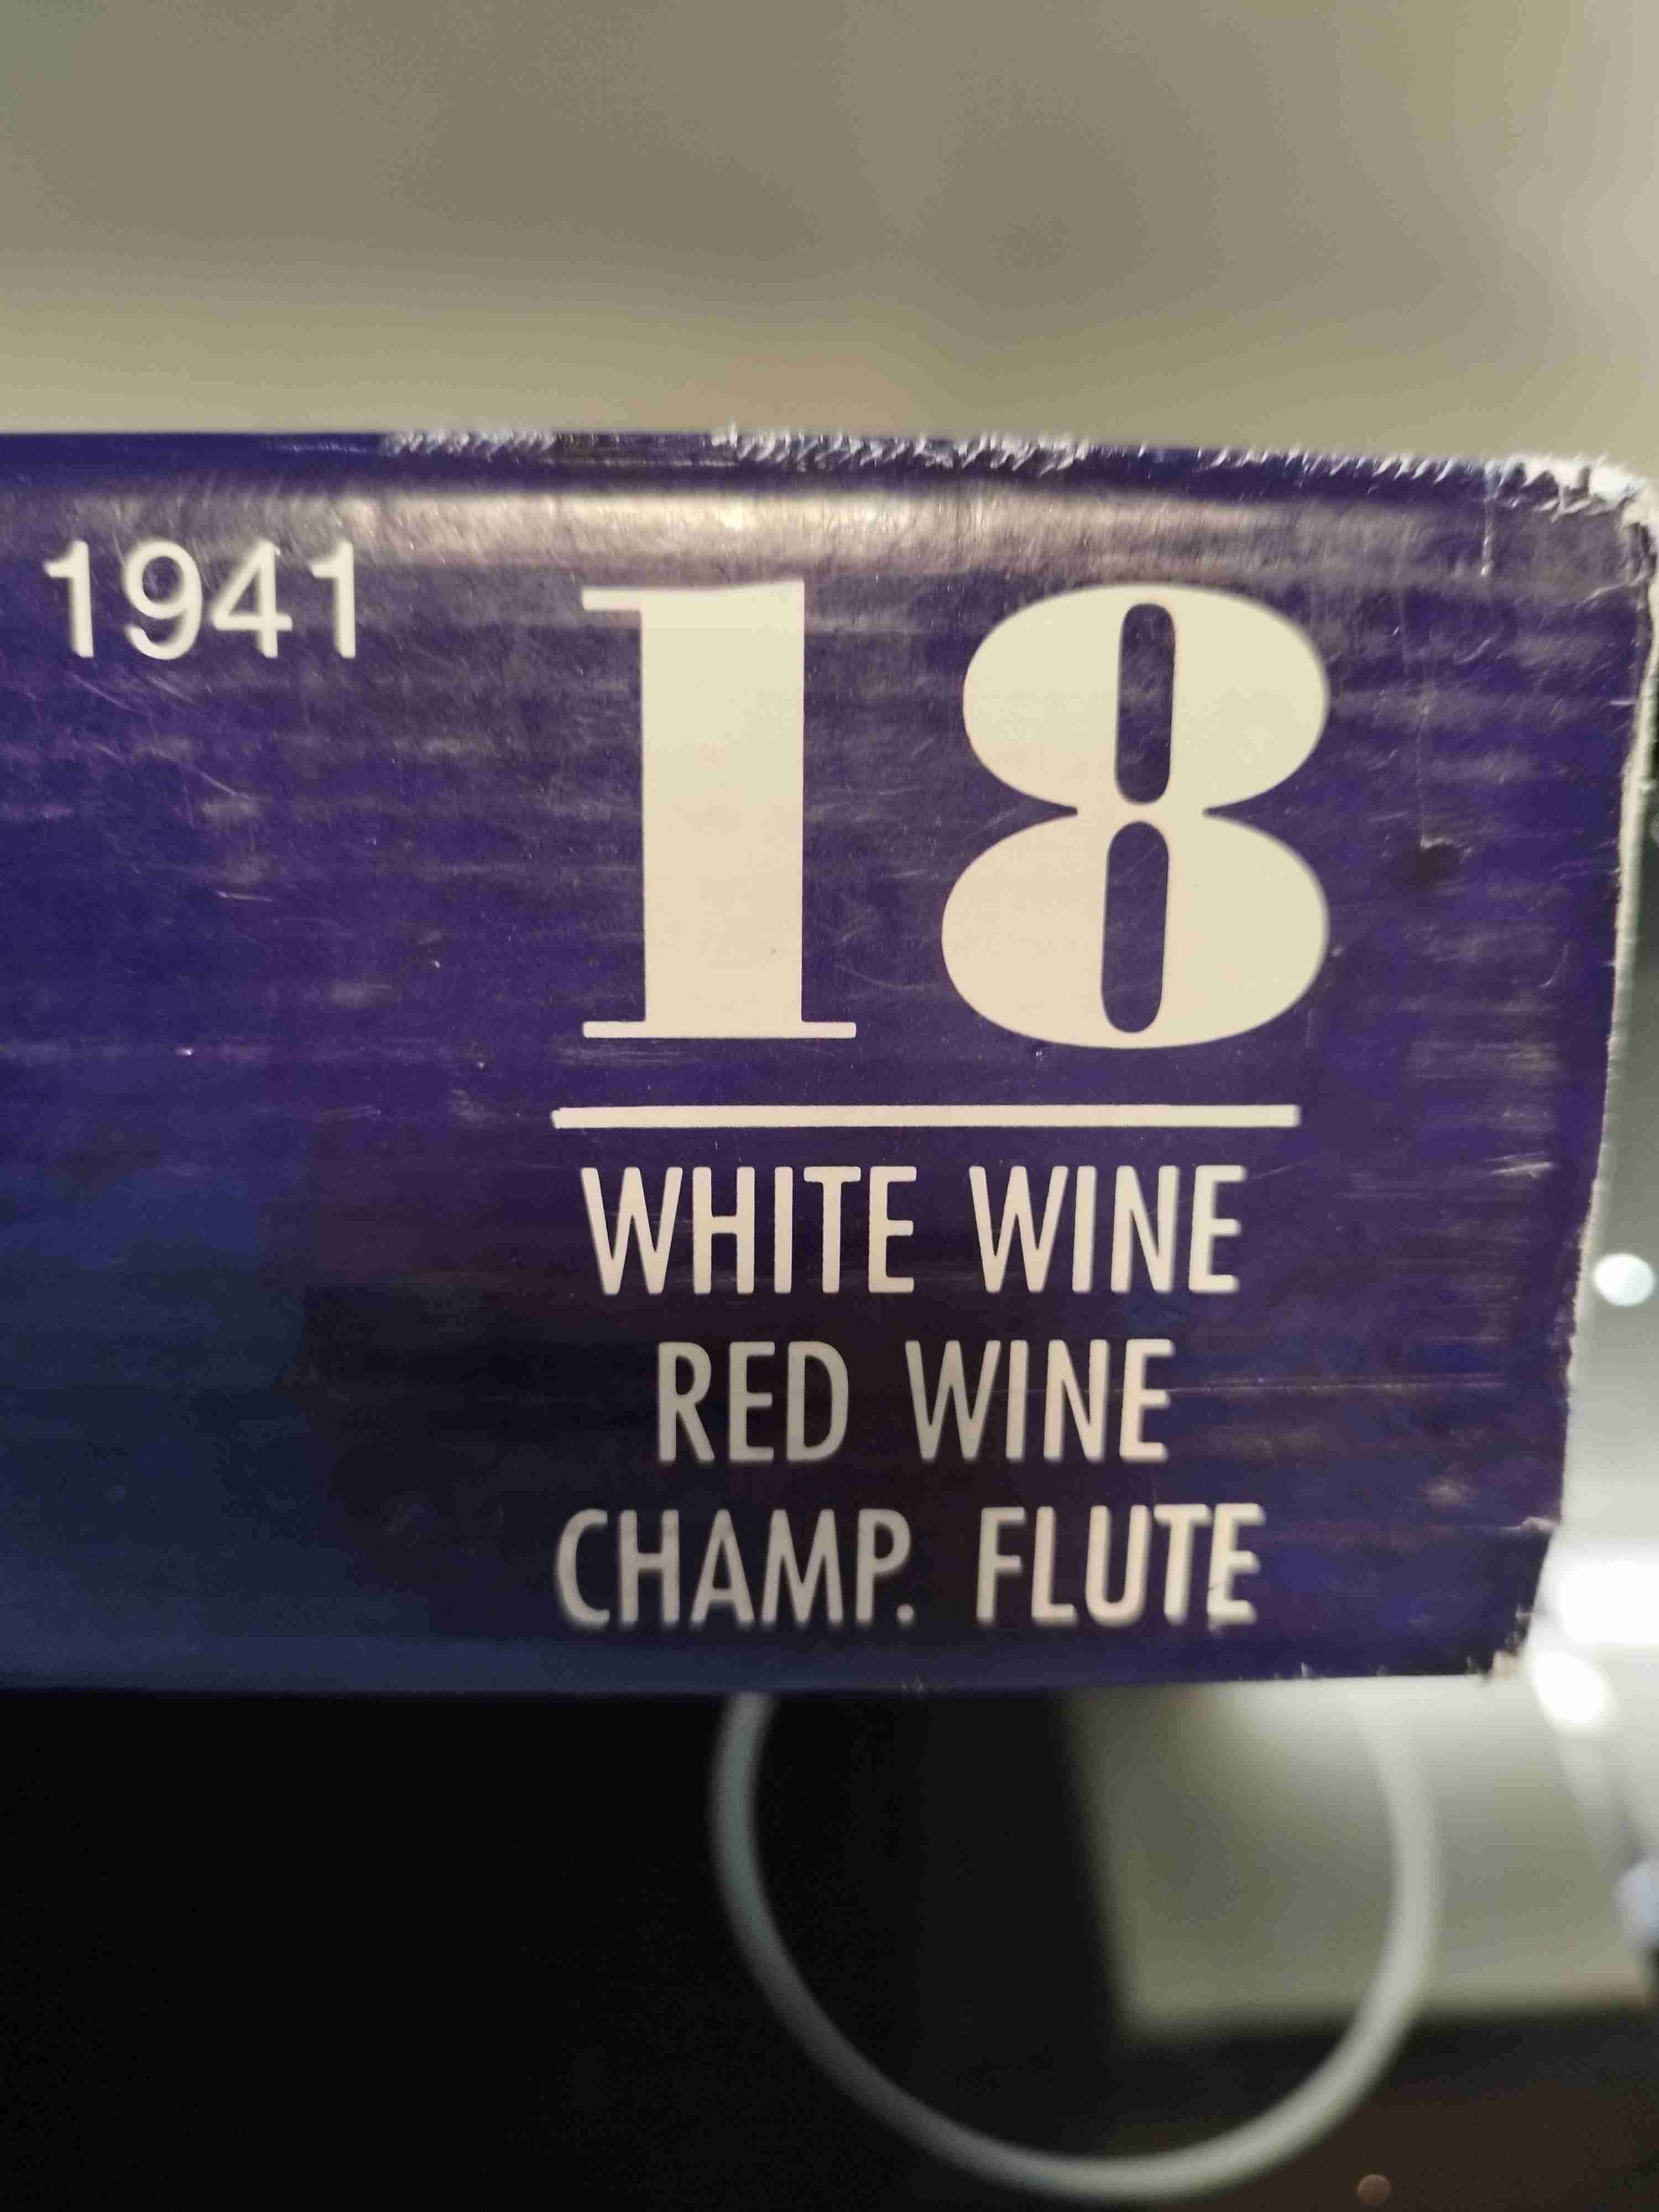 1941
18
WHITE WINE
RED WINE
CHAMP. FLUTE